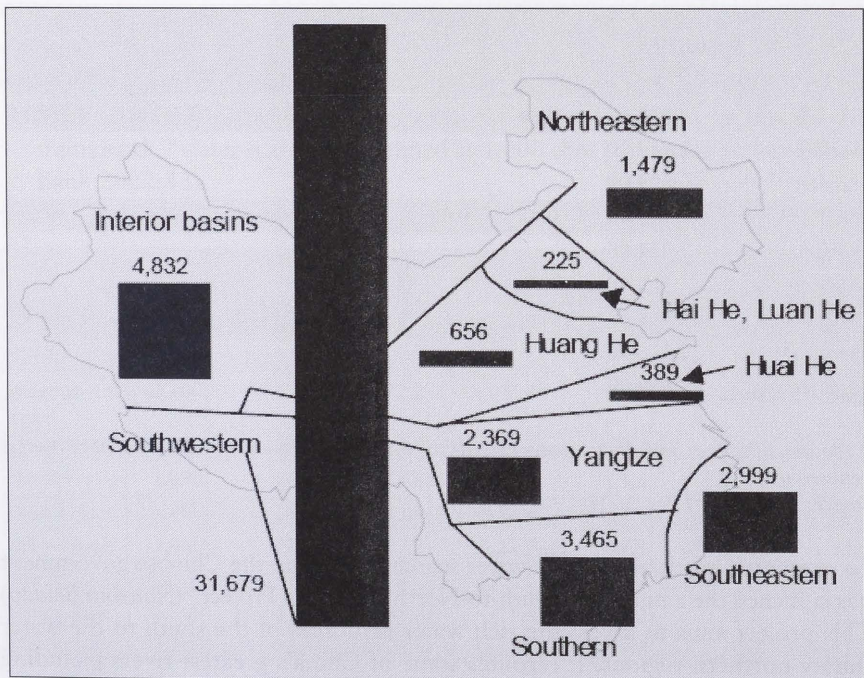 Northeastern
1,479
Interior basins
4,832
225
Hai He, Luan He
656
Huang He
389
Huai He
Southwestern
2,369
Yangtze
2,999
Southeastern
3,465
31,679
Southern